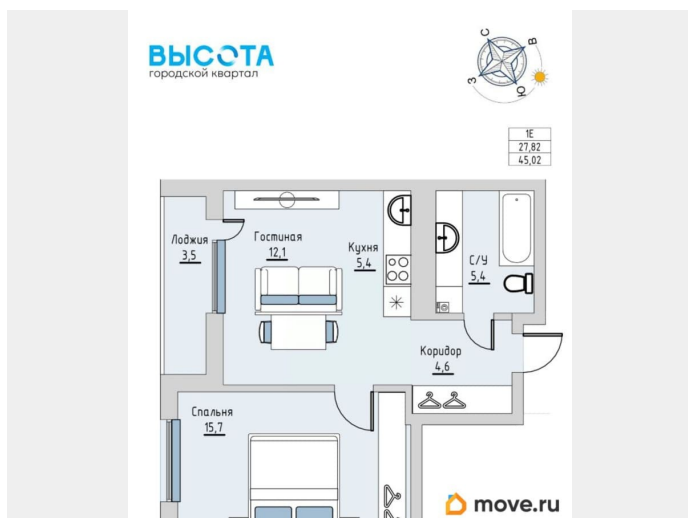 ВЫСОТА
городской квартал
С
В
З
Ю
1Е
27,82
45,02
Лоджия
3,5
Гостиная
12,1
Кухня
5,4
С/У
5,4
Коридор
4,6
Спальня
15,7
move.ru